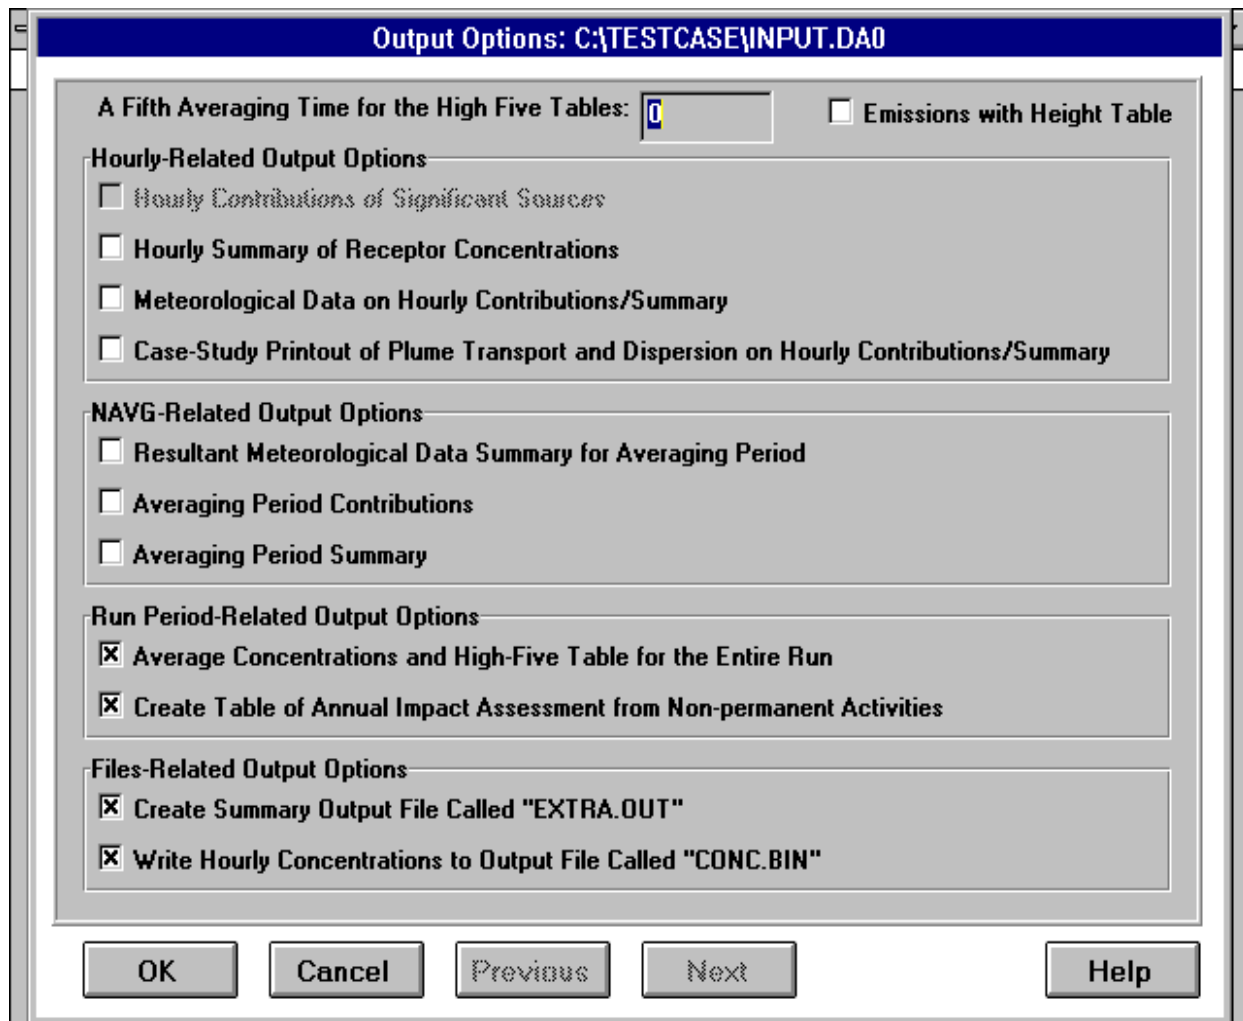 Output Options: C:\TESTCASE\INPUT.DA0
A Fifth Averaging Time for the High Five Tables: 0 Emissions with Height Table
Hourly-Related Output Options
Hourly Contributions of Significant Sources
Hourly Summary of Receptor Concentrations
Meteorological Data on Hourly Contributions/Summary
Case-Study Printout of Plume Transport and Dispersion on Hourly Contributions/Summary
NAVG-Related Output Options
Resultant Meteorological Data Summary for Averaging Period
Averaging Period Contributions
Averaging Period Summary
Run Period-Related Output Options
Average Concentrations and High-Five Table for the Entire Run
Create Table of Annual Impact Assessment from Non-permanent Activities
Files-Related Output Options
Create Summary Output File Called "EXTRA.OUT"
Write Hourly Concentrations to Output File Called "CONC.BIN"
OK Cancel Previous Next Help